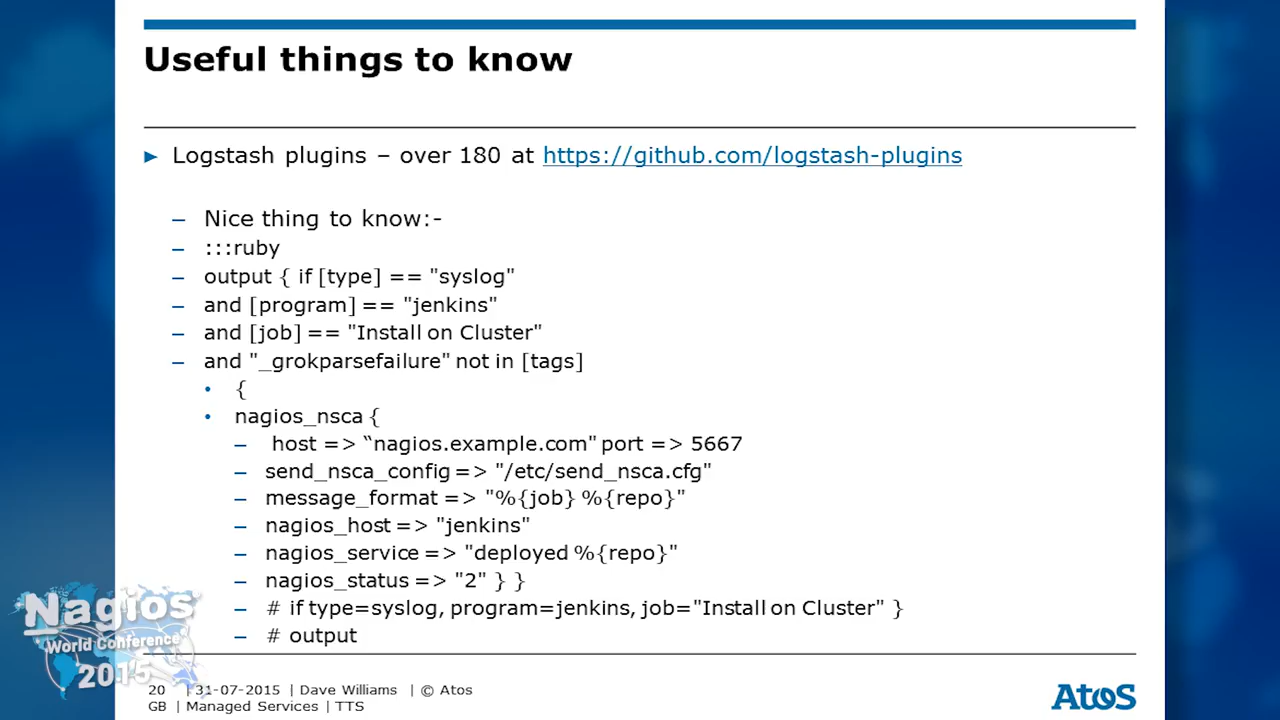 Useful things to know
► Logstash plugins – over 180 at https://github.com/logstash-plugins
– Nice thing to know:-
– :::ruby
– output { if [type] == "syslog"
– and [program] == "jenkins"
– and [job] == "Install on Cluster"
– and "_grokparsefailure" not in [tags]
• {
• nagios_nsca {
– host => “nagios.example.com" port => 5667
– send_nsca_config => "/etc/send_nsca.cfg"
– message_format => "%{job} %{repo}"
– nagios_host => "jenkins"
– nagios_service => "deployed %{repo}"
– nagios_status => "2" } }
– # if type=syslog, program=jenkins, job="Install on Cluster" }
– # output
Nagios
World Conference
2015
20 | 31-07-2015 | Dave Williams | © Atos
GB | Managed Services | TTS
Atos